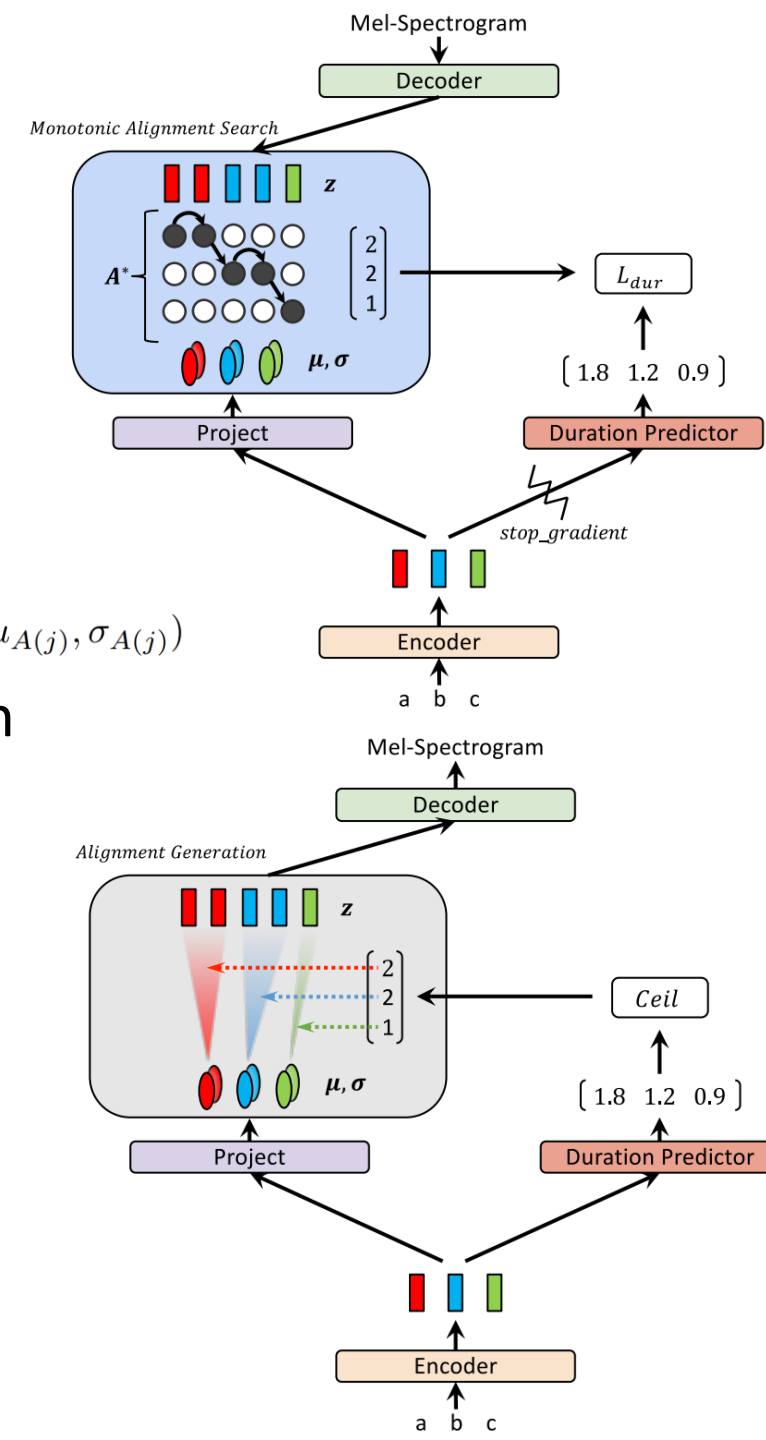 Mel-Spectrogram
Decoder
Monotonic Alignment Search
z
A*
2
2
1
μ, σ
L_dur
[ 1.8 1.2 0.9 ]
Project
Duration Predictor
stop_gradient
Encoder
a b c
μ_A(j), σ_A(j))
n
Mel-Spectrogram
Decoder
Alignment Generation
z
2
2
1
Ceil
μ, σ
[ 1.8 1.2 0.9 ]
Project
Duration Predictor
Encoder
a b c